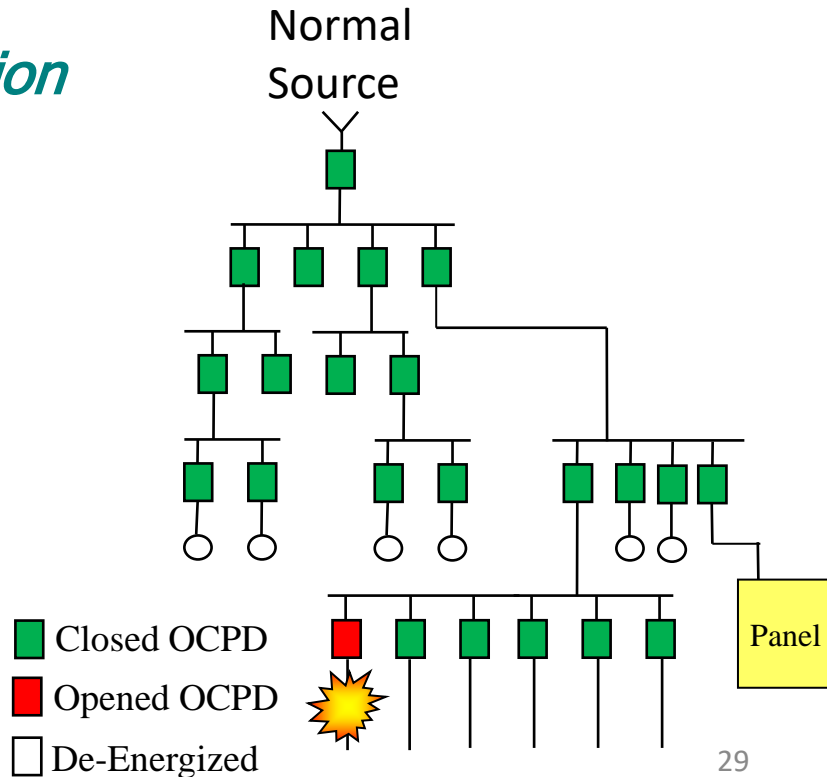 ion
Normal
Source
Panel
Closed OCPD
Opened OCPD
De-Energized
29